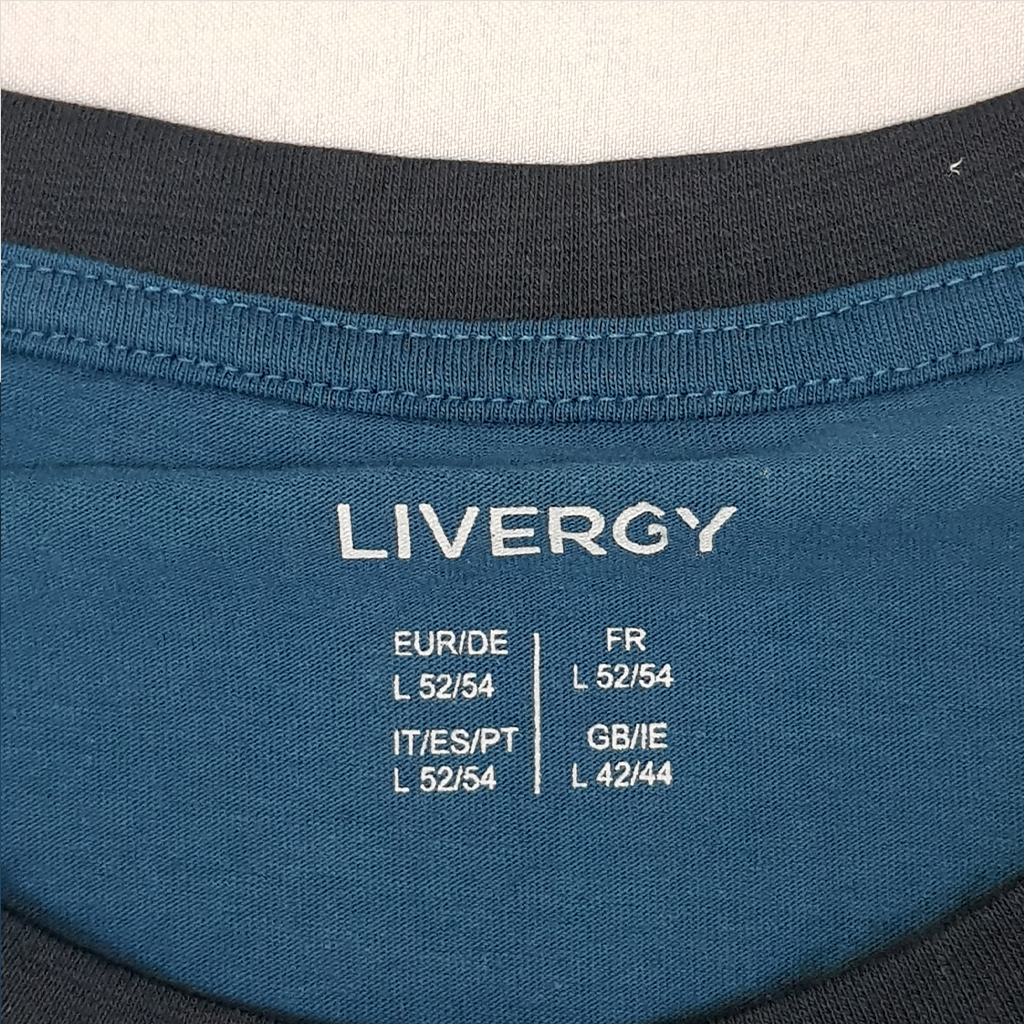 LIVERGY
EUR/DE
L 52/54
FR
L 52/54
IT/ES/PT
L 52/54
GB/IE
L 42/44